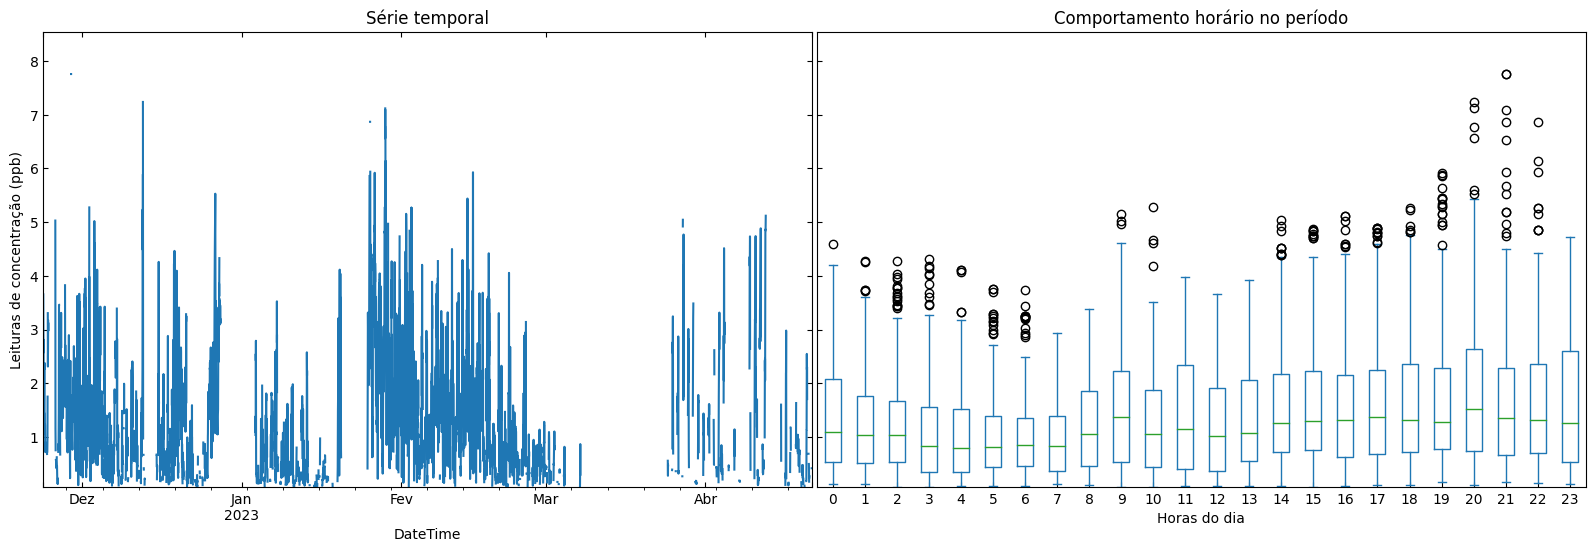 Série temporal
Comportamento horário no período
Leituras de concentração (ppb)
8
7
6
5
4
3
2
1
Dez Jan Fev Mar Abr
2023
DateTime
0 1 2 3 4 5 6 7 8 9 10 11 12 13 14 15 16 17 18 19 20 21 22 23
Horas do dia